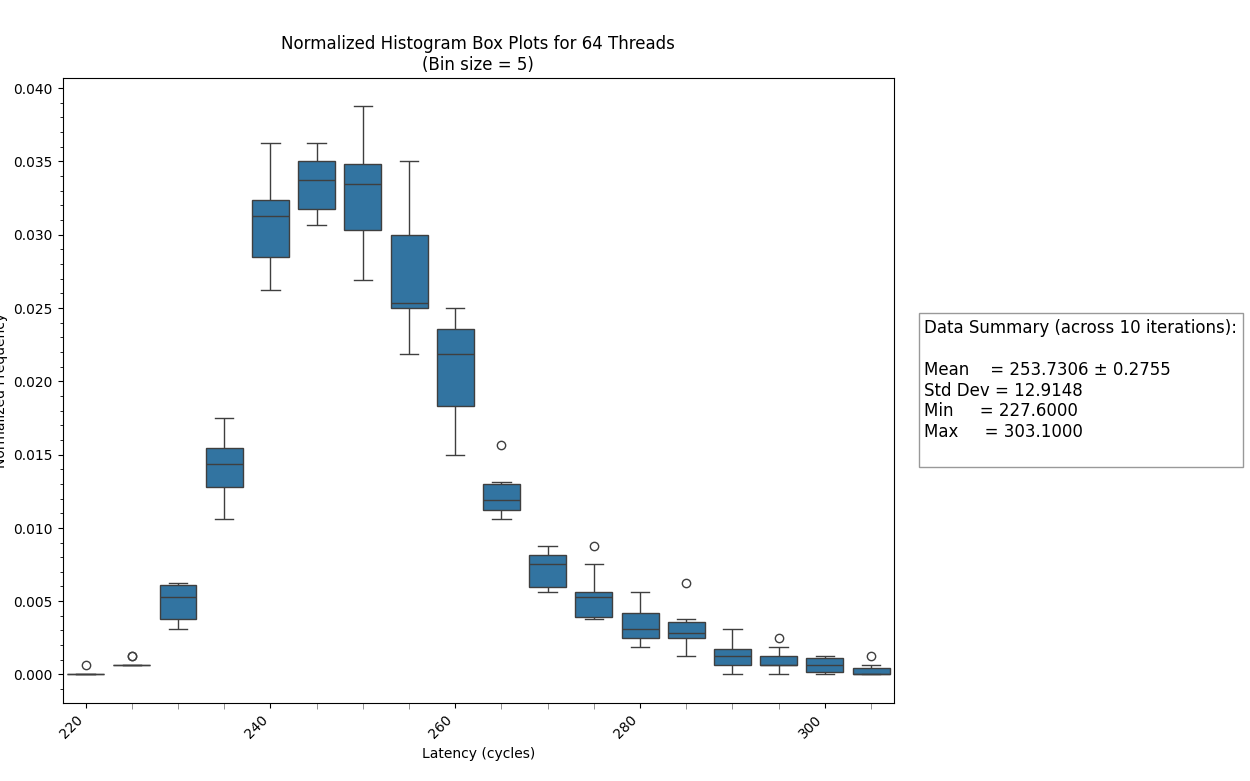 Normalized Histogram Box Plots for 64 Threads
(Bin size = 5)
0.040
0.035
0.030
0.025
0.020
0.015
0.010
0.005
0.000
Normalized Frequency
220
240
260
280
300
Latency (cycles)
Data Summary (across 10 iterations):
Mean = 253.7306 ± 0.2755
Std Dev = 12.9148
Min = 227.6000
Max = 303.1000